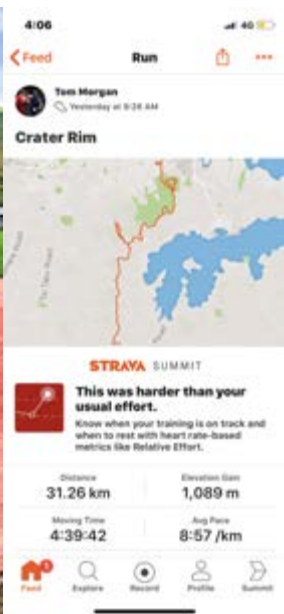 4:06
4G
Feed
Run
Tom Morgan
Yesterday at 9:28 AM
Crater Rim
STRAVA SUMMIT
This was harder than your
usual effort.
Know when your training is on track and
when to rest with heart rate-based
metrics like Relative Effort.
Distance
Elevation Gain
31.26 km
1,089 m
Moving Time
Avg Pace
4:39:42
8:57 /km
Feed
Explore
Record
Profile
Summit